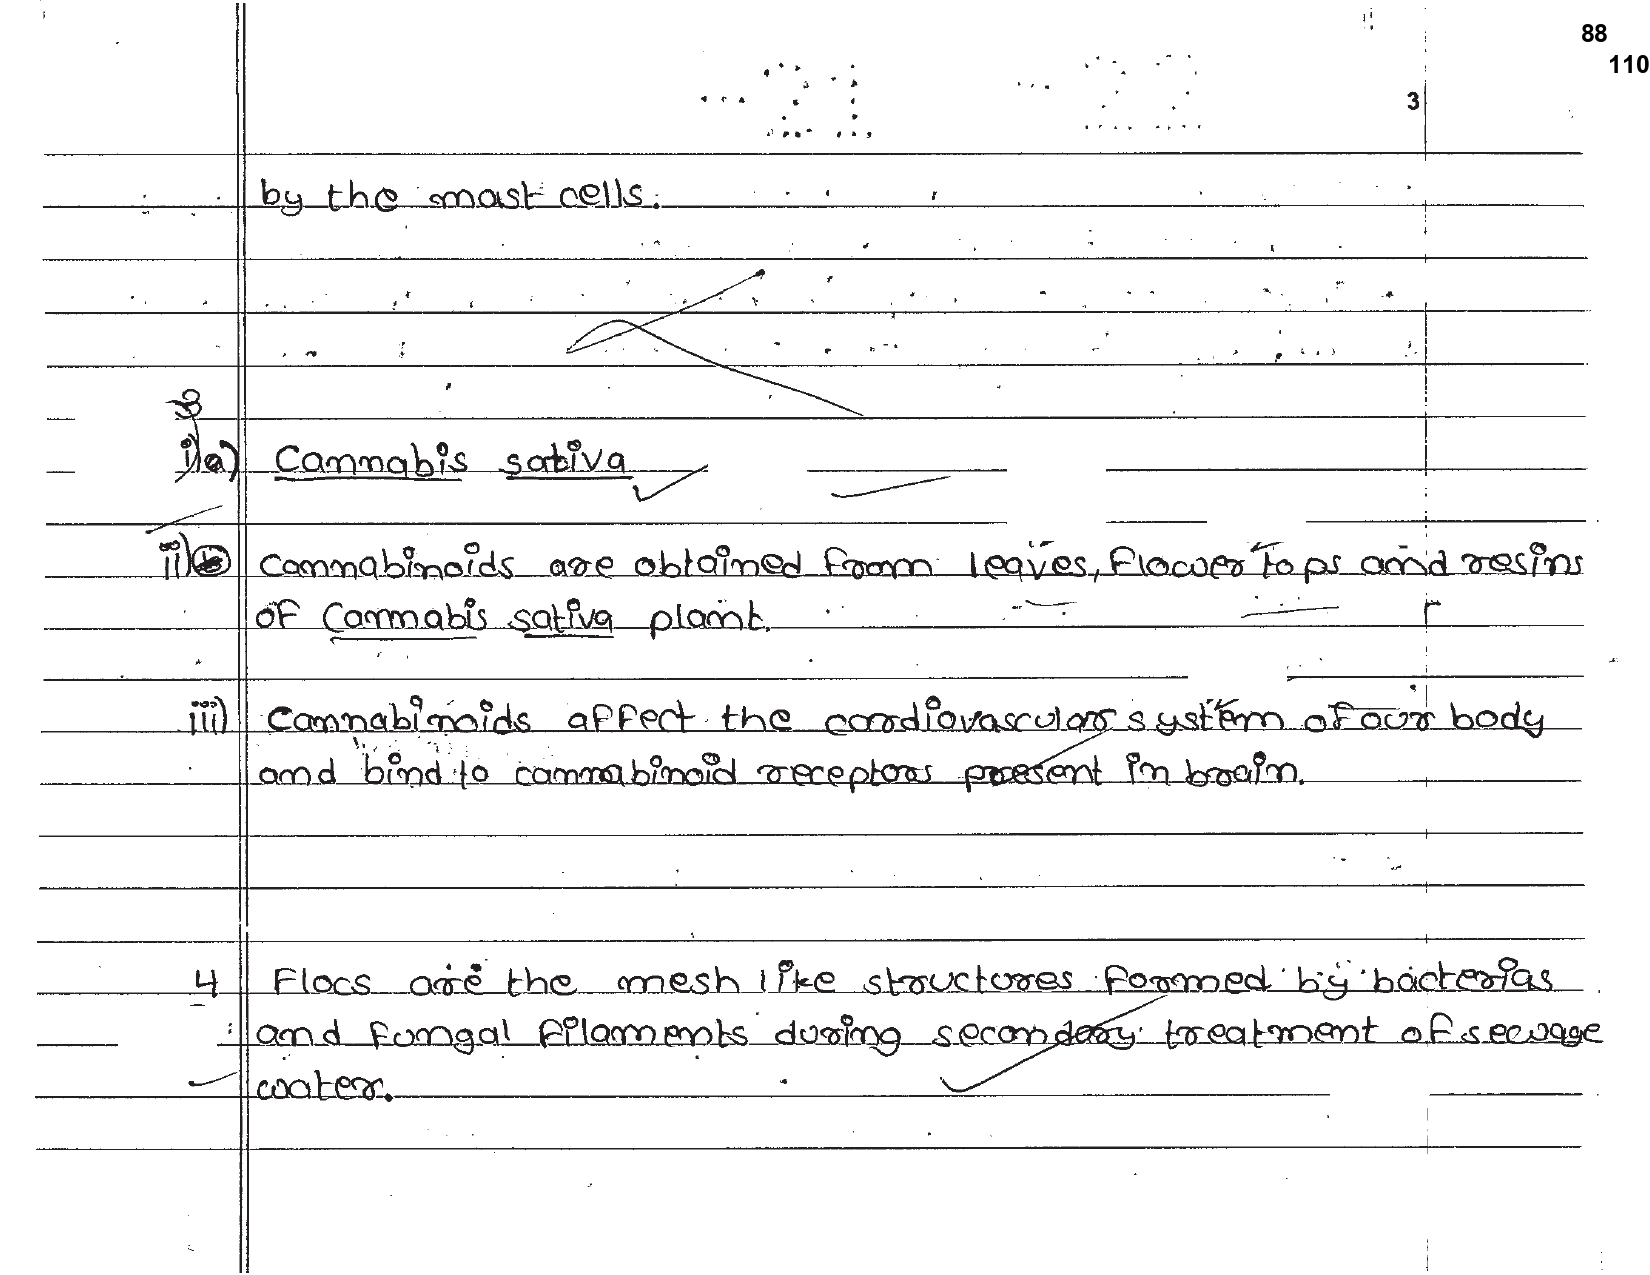 88
110
3
by the mast cells.
3
i) a) Cannabis sativa
ii) Cannabinoids are obtained from leaves, flower tops and resins
of Cannabis sativa plant.
iii) Cannabinoids affect the cardiovascular system of our body
and bind to cannabinoid receptors present in brain.
4 Flocs are the mesh like structures formed by bacterias
and fungal filaments during secondary treatment of sewage
water.